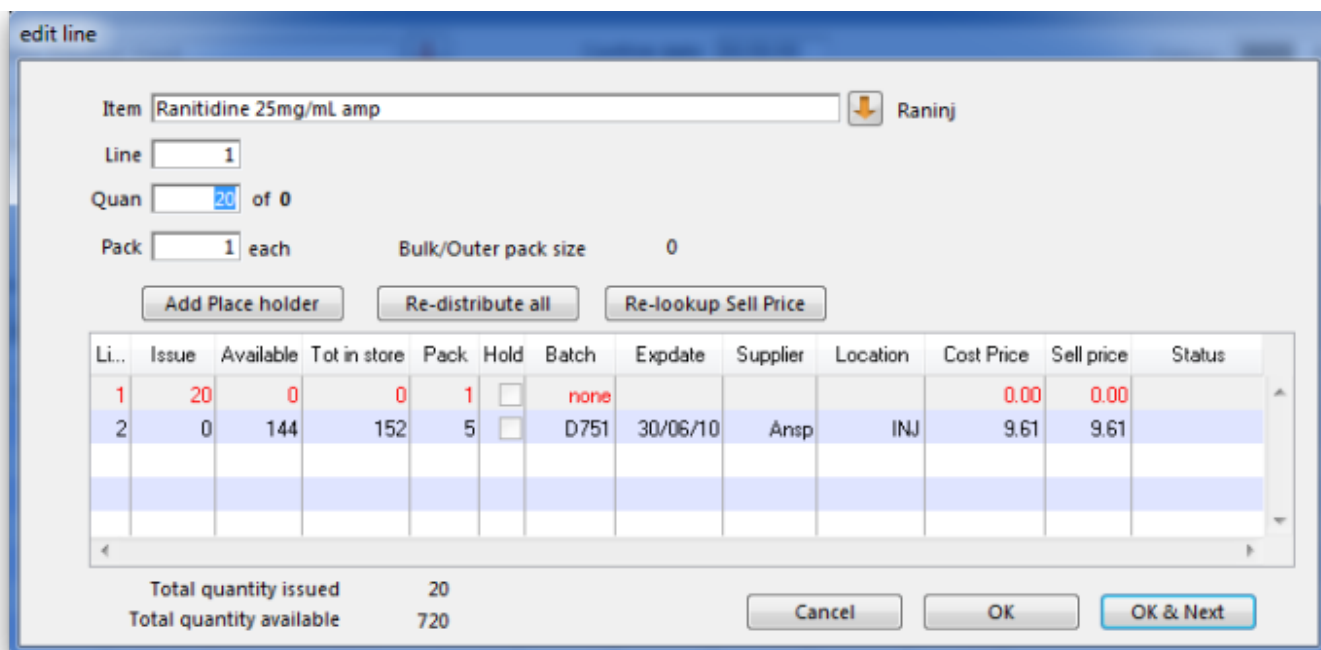 edit line
Item Ranitidine 25mg/mL amp Raninj
Line 1
Quan 20 of 0
Pack 1 each Bulk/Outer pack size 0
Add Place holder Re-distribute all Re-lookup Sell Price
Li... Issue Available Tot in store Pack Hold Batch Expdate Supplier Location Cost Price Sell price Status
1 20 0 0 1 none 0.00 0.00
2 0 144 152 5 D751 30/06/10 Ansp INJ 9.61 9.61
Total quantity issued 20
Total quantity available 720
Cancel OK OK & Next